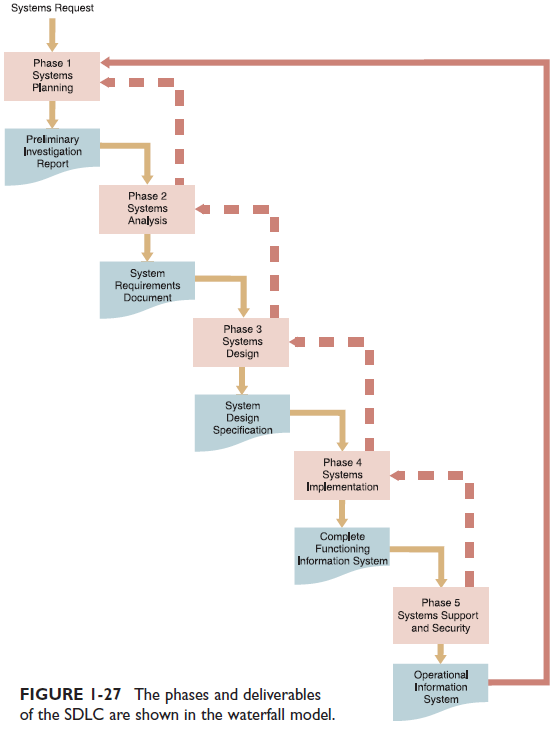 Systems Request
Phase 1
Systems
Planning
Preliminary
Investigation
Report
Phase 2
Systems
Analysis
System
Requirements
Document
Phase 3
Systems
Design
System
Design
Specification
Phase 4
Systems
Implementation
Complete
Functioning
Information System
Phase 5
Systems Support
and Security
Operational
Information
System
FIGURE 1-27 The phases and deliverables
of the SDLC are shown in the waterfall model.